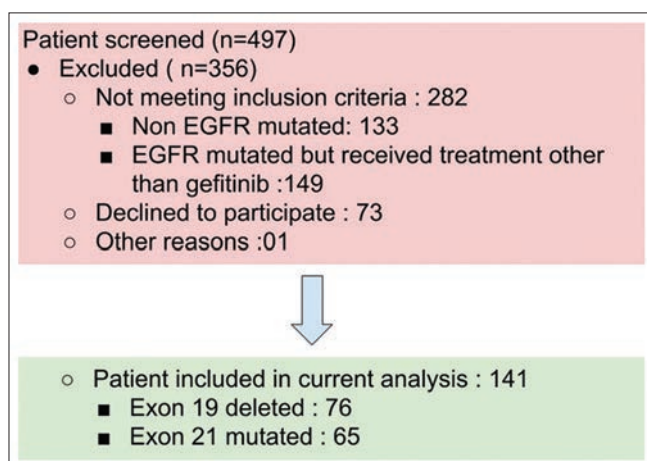 Patient screened (n=497)
● Excluded ( n=356)
○ Not meeting inclusion criteria : 282
■ Non EGFR mutated: 133
■ EGFR mutated but received treatment other
than gefitinib :149
○ Declined to participate : 73
○ Other reasons :01
○ Patient included in current analysis : 141
■ Exon 19 deleted : 76
■ Exon 21 mutated : 65